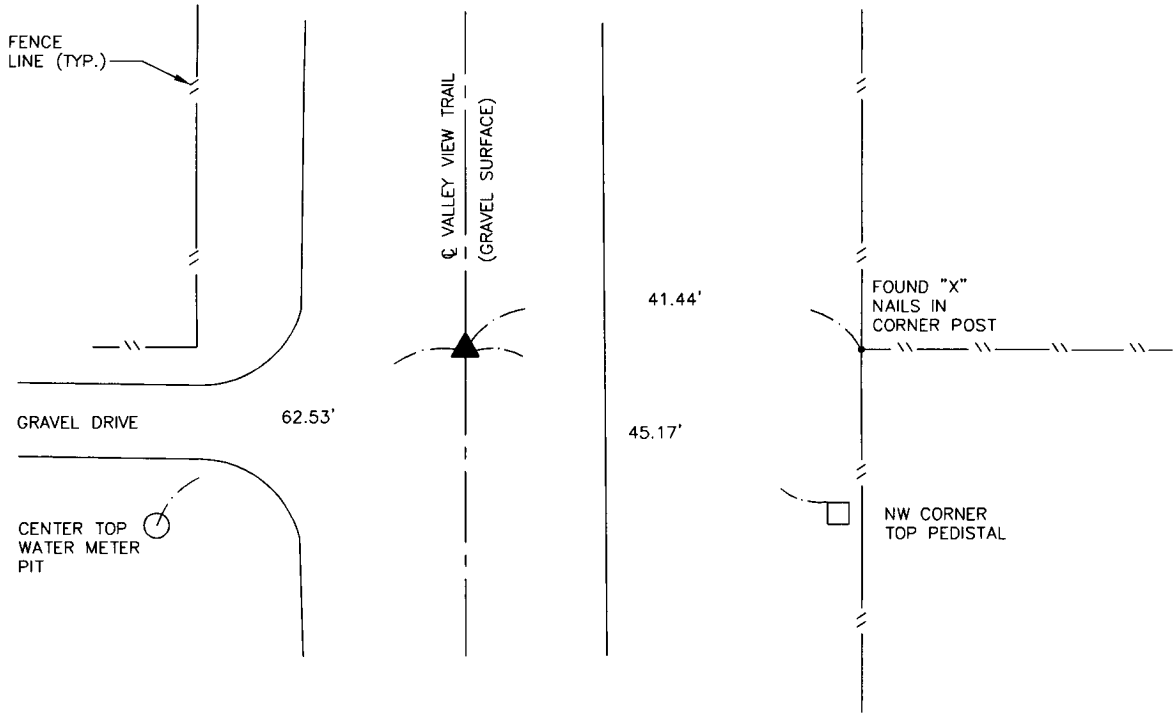 FENCE
LINE (TYP.)
℄ VALLEY VIEW TRAIL
(GRAVEL SURFACE)
41.44'
FOUND "X"
NAILS IN
CORNER POST
GRAVEL DRIVE
62.53'
45.17'
CENTER TOP
WATER METER
PIT
NW CORNER
TOP PEDISTAL